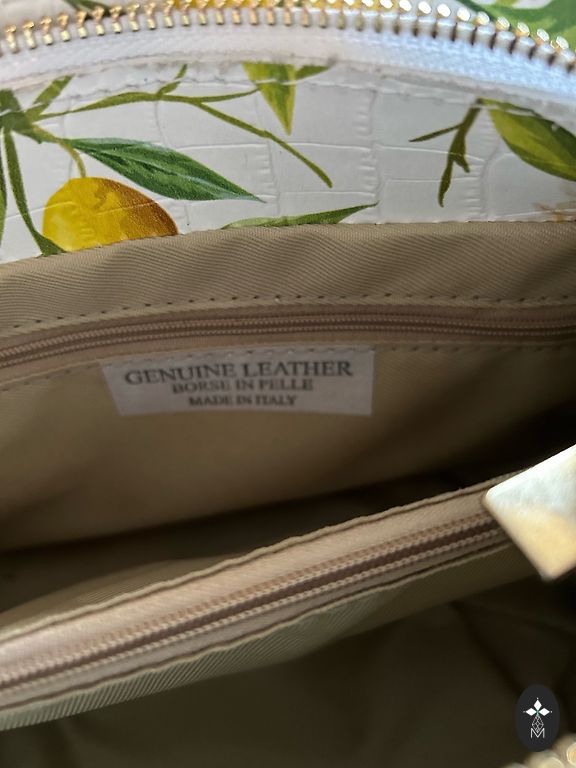 GENUINE LEATHER
BORSE IN PELLE
MADE IN ITALY
M